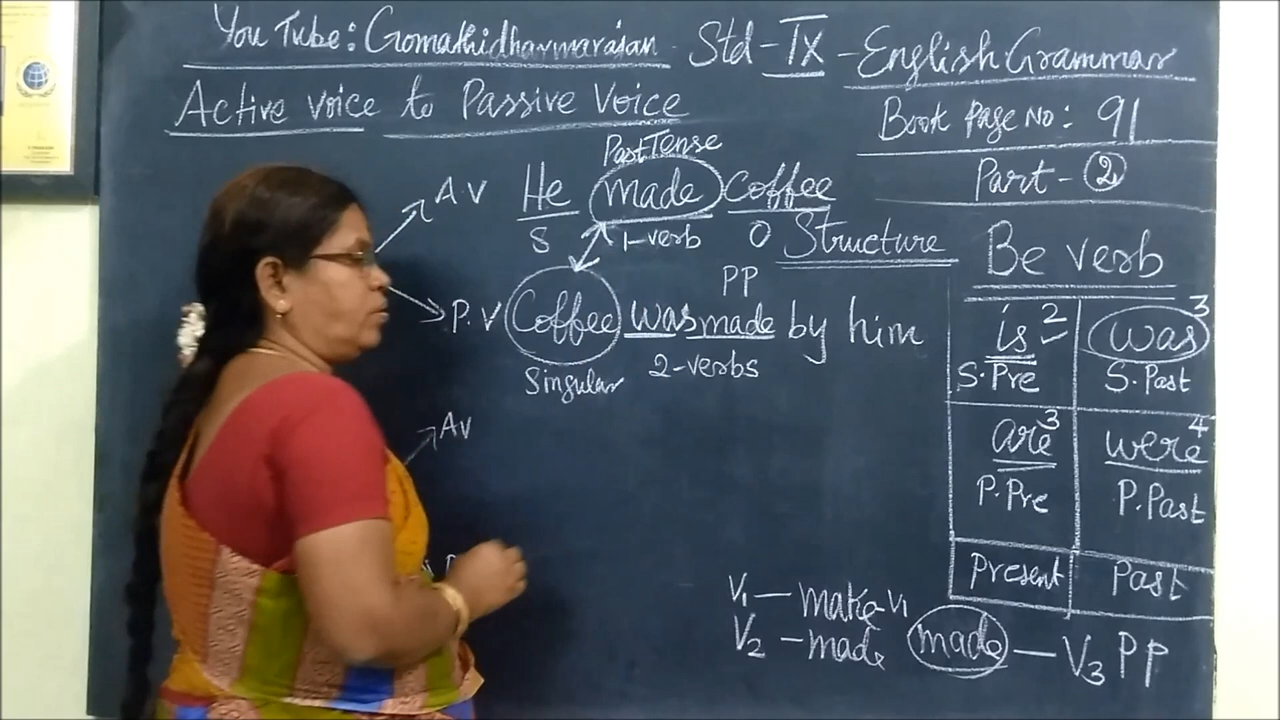 YouTube: Gomathidharmarajan Std - IX - English Grammar
Active voice to Passive Voice
Book Page No: 91
Part - 2
Past Tense
A.V He made coffee
S 1-verb O
Structure
Be verb
PP
P.V Coffee was made by him
Singular 2-verbs
is 2 was 3
S.Pre S.Past
are 3 were 4
P.Pre P.Past
Present Past
Av
V1 — make V1
V2 — made made — V3 PP